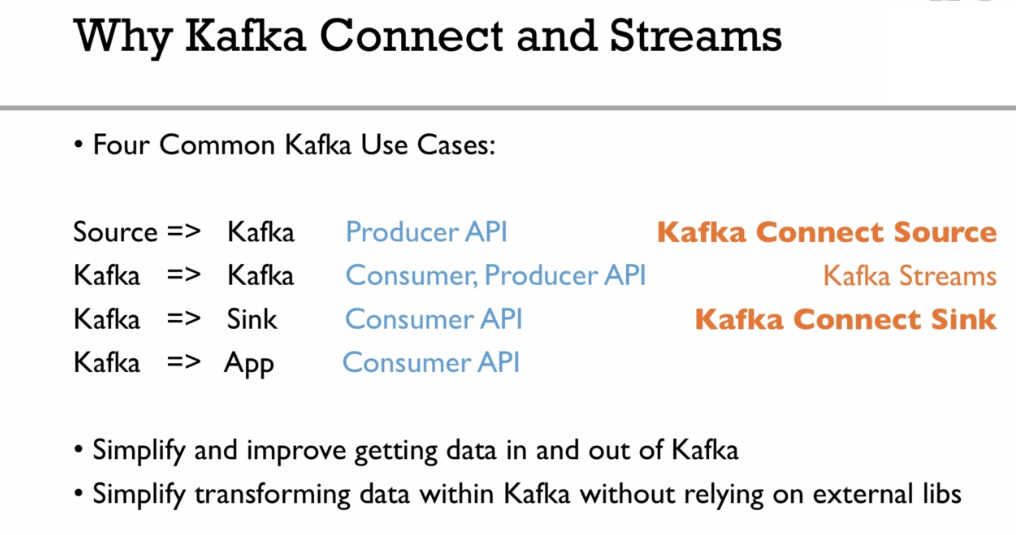 Why Kafka Connect and Streams
• Four Common Kafka Use Cases:
Source => Kafka Producer API Kafka Connect Source
Kafka => Kafka Consumer, Producer API Kafka Streams
Kafka => Sink Consumer API Kafka Connect Sink
Kafka => App Consumer API
• Simplify and improve getting data in and out of Kafka
• Simplify transforming data within Kafka without relying on external libs